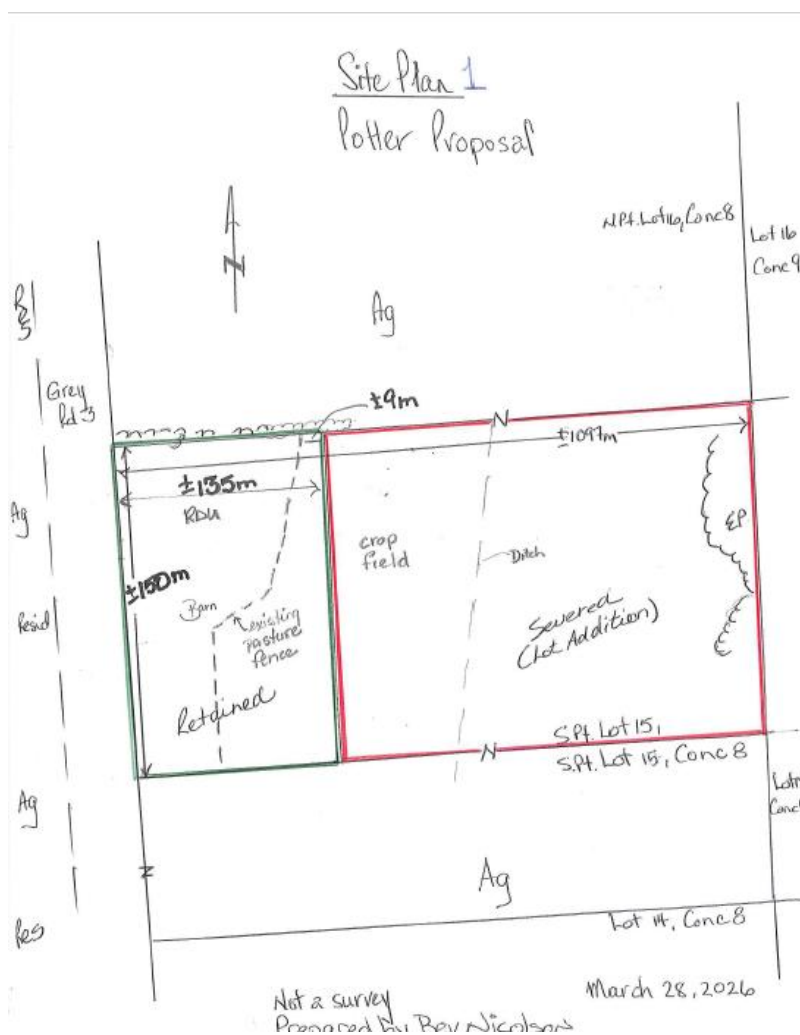 Site Plan 1
Potter Proposal
N
N.Pt. Lot 16, Conc 8
Lot 16
Conc 9
Res
Ag
Grey
Rd 3
±9m
N
±1097m
±135m
RDU
Ag
crop
field
EP
Ditch
±150m
Barn
existing
pasture
fence
Resid
Severed
(Lot Addition)
Retained
S.Pt. Lot 15,
N
S.Pt. Lot 15, Conc 8
Ag
N
Ag
Res
Lot 14, Conc 8
Not a survey
March 28, 2026
Prepared by Bev Nicolson